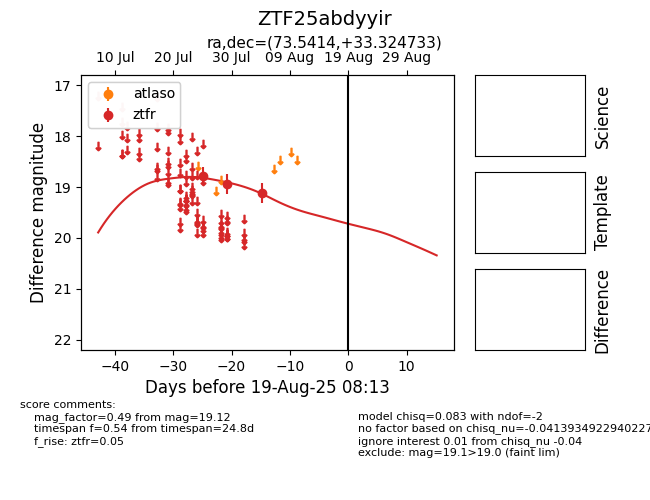 ZTF25abdyyir
ra,dec=(73.5414,+33.324733)
10 Jul 20 Jul 30 Jul 09 Aug 19 Aug 29 Aug
atlaso
ztfr
17
18
19
20
21
22
Difference magnitude
−40 −30 −20 −10 0 10
Days before 19-Aug-25 08:13
Science
Template
Difference
score comments:
mag_factor=0.49 from mag=19.12
timespan f=0.54 from timespan=24.8d
f_rise: ztfr=0.05
model chisq=0.083 with ndof=-2
no factor based on chisq_nu=-0.0413934922940227
ignore interest 0.01 from chisq_nu -0.04
exclude: mag=19.1>19.0 (faint lim)